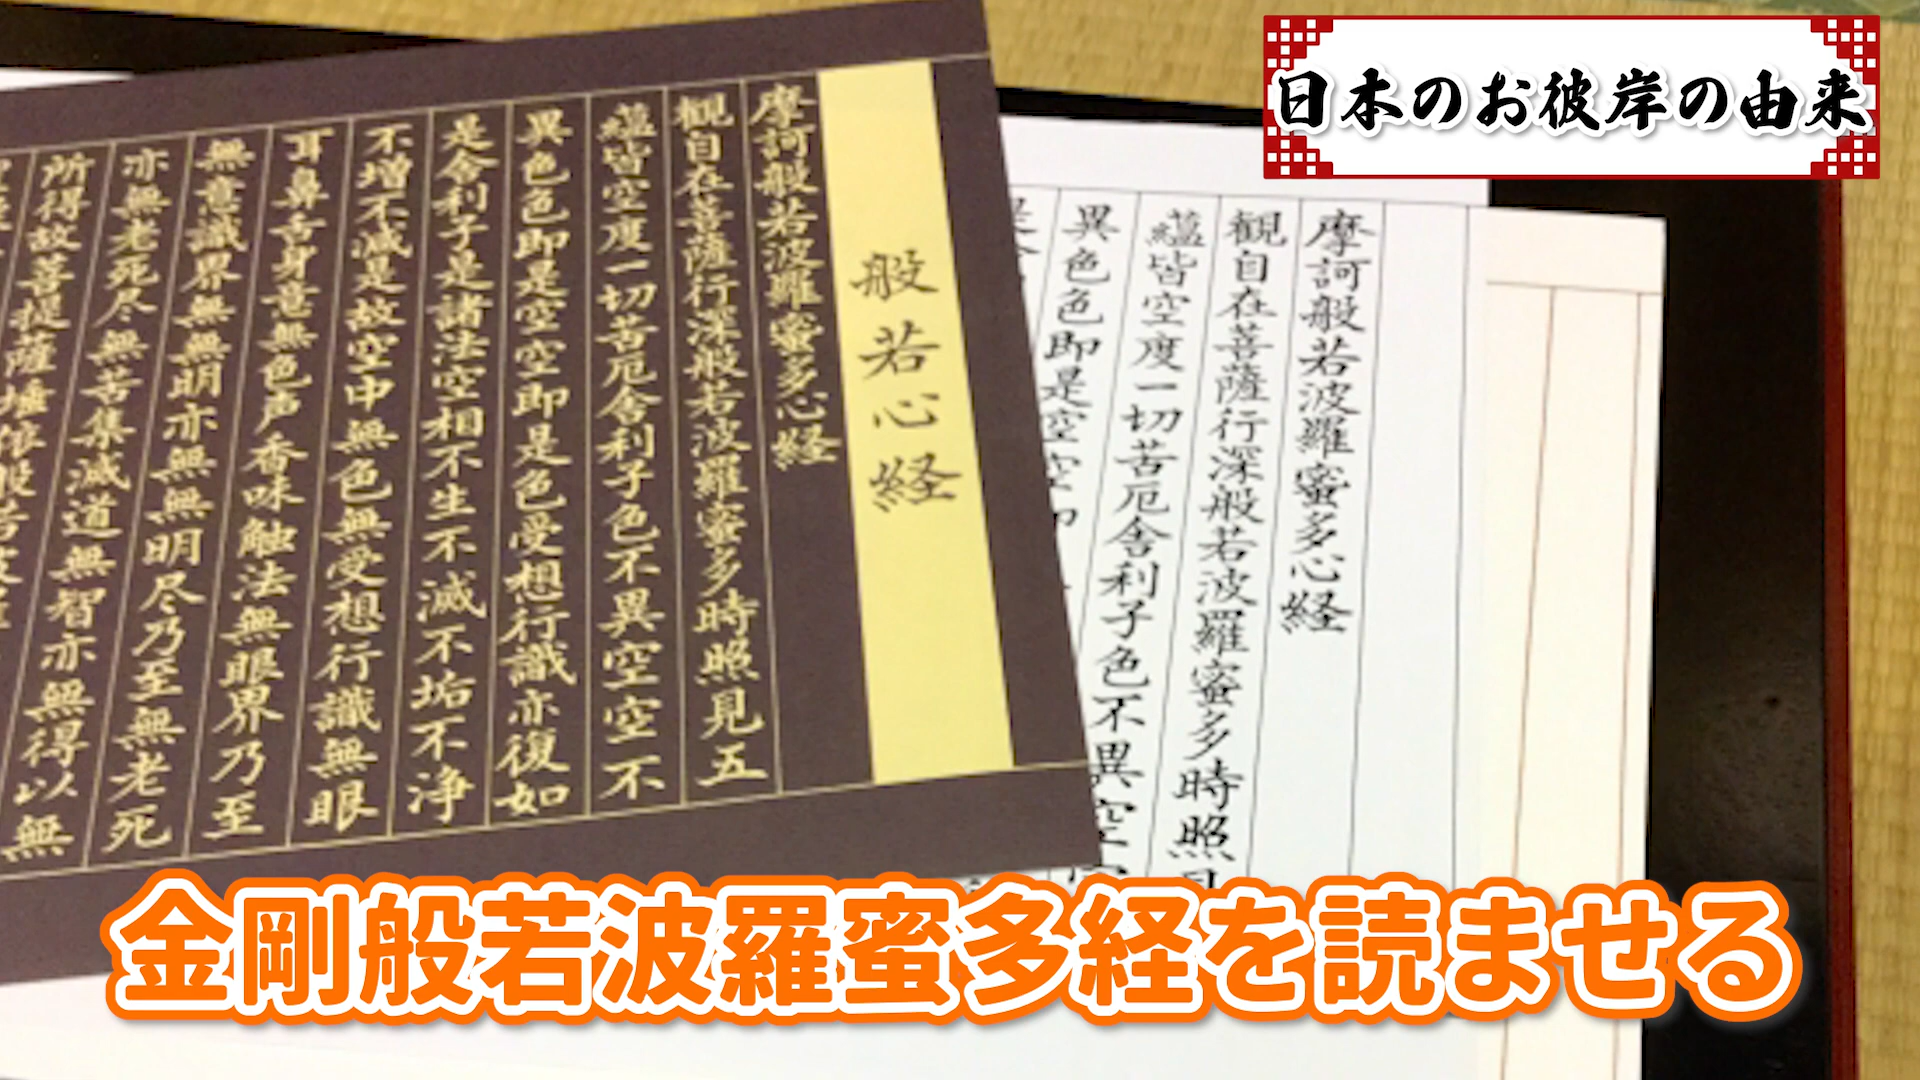 日本のお彼岸の由来
般若心経
摩訶般若波羅蜜多心経
観自在菩薩行深般若波羅蜜多時照見五
蘊皆空度一切苦厄舎利子色不異空空不
異色色即是空空即是色受想行識亦復如
是舎利子是諸法空相不生不滅不垢不浄
不増不減是故空中無色無受想行識無眼
耳鼻舌身意無色声香味触法無眼界乃至
無意識界無無明亦無無明尽乃至無老死
亦無老死尽無苦集滅道無智亦無得以無
所得故菩提薩埵依般若波羅
摩訶般若波羅蜜多心経
観自在菩薩行深般若波羅蜜多時照見
蘊皆空度一切苦厄舎利子色不異空
異色色即是空空即
金剛般若波羅蜜多経を読ませる